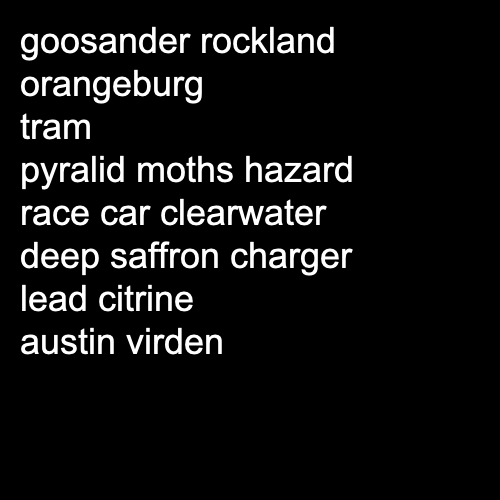 goosander rockland
orangeburg
tram
pyralid moths hazard
race car clearwater
deep saffron charger
lead citrine
austin virden